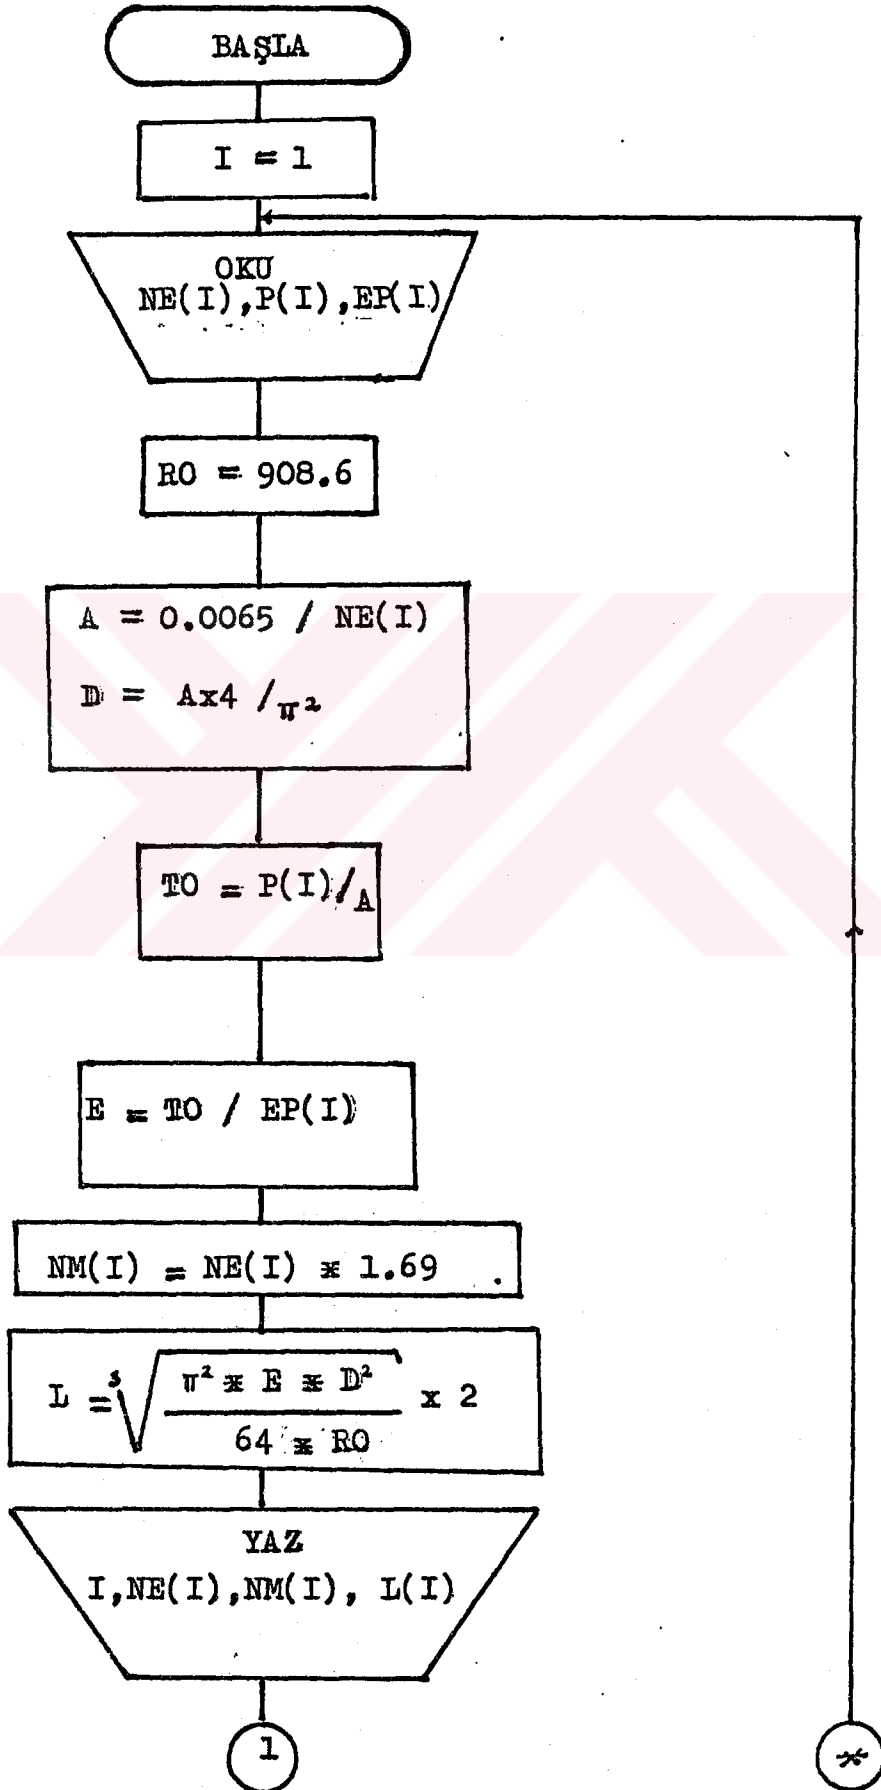 BAŞLA
I = 1
OKU
NE(I),P(I),EP(I)
RO = 908.6
A = 0.0065 / NE(I)
D = Ax4 /π²
TO = P(I)/A
E = TO / EP(I)
NM(I) = NE(I) * 1.69 .
L = ³√ π² * E * D² / 64 * RO x 2
YAZ
I,NE(I),NM(I), L(I)
1
*